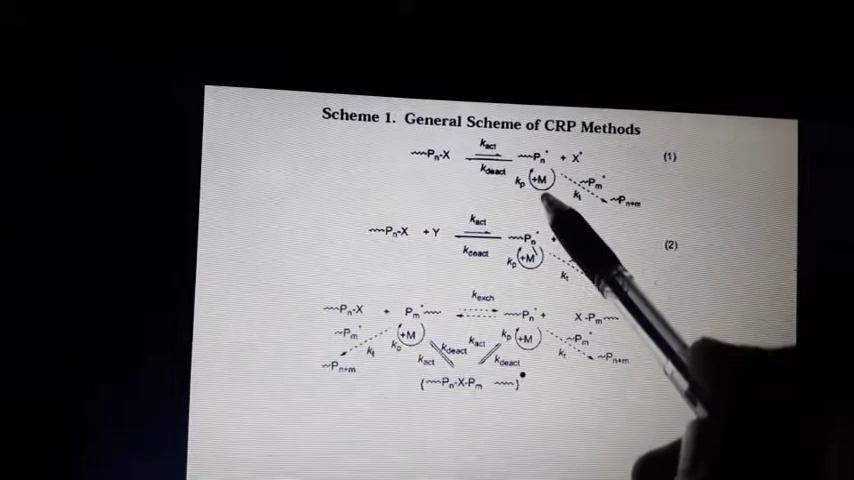 Scheme 1. General Scheme of CRP Methods
Pn-X kact kdeact Pn• + X• (1)
kp +M Pm• kt Pn+m
Pn-X + Y kact kdeact Pn• + (2)
kp +M kt
Pn-X + Pm• kexch Pn• + X-Pm
Pm• kt kp +M kact kdeact kact kdeact kp +M kt Pm•
Pn+m Pn+m
{Pn-X-Pm}•